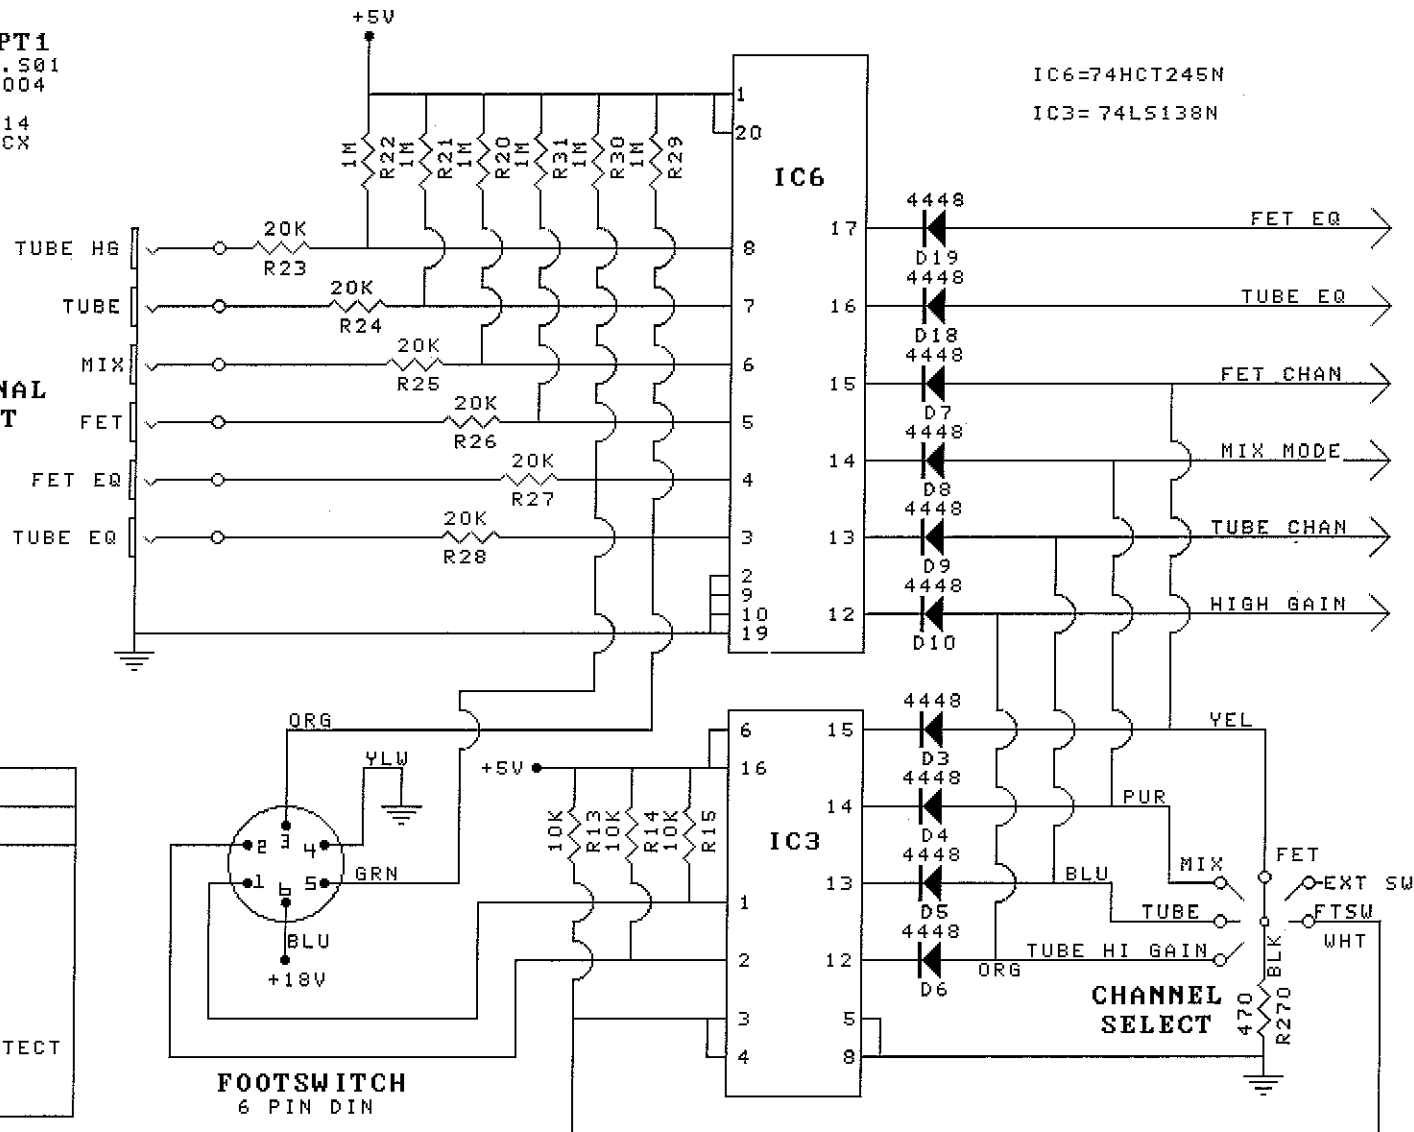 +5V
PT1
.S01
004
14
CX
IC6=74HCT245N
IC3= 74LS138N
1
20
1M
R22
1M
R21
1M
R20
1M
R31
1M
R30
1M
R29
IC6
4448
17
FET EQ
D19
TUBE HG
20K
R23
8
4448
16
TUBE EQ
D18
TUBE
20K
R24
7
4448
15
FET CHAN
D7
MIX
20K
R25
6
NAL
T
FET
20K
R26
5
4448
14
MIX MODE
D8
FET EQ
20K
R27
4
4448
13
TUBE CHAN
D9
TUBE EQ
20K
R28
3
2
9
10
19
4448
12
HIGH GAIN
D10
ORG
YLW
+5V
6
16
4448
15
YEL
D3
10K
R13
10K
R14
10K
R15
IC3
4448
14
PUR
D4
2
3
4
1
6
5
GRN
BLU
+18V
4448
13
BLU
D5
1
MIX
FET
EXT SW
TUBE
FTSW
WHT
4448
2
12
TUBE HI GAIN
ORG
D6
BLK
CHANNEL
SELECT
470
R270
3
4
5
8
TECT
FOOTSWITCH
6 PIN DIN